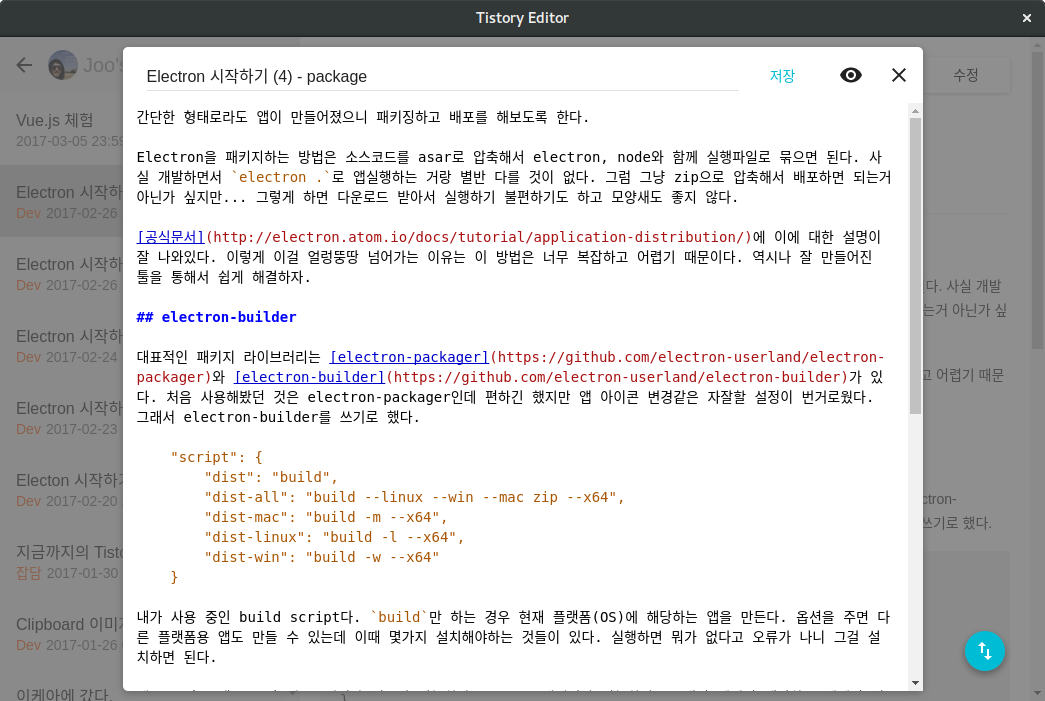 Tistory Editor
Joo's
수정
Vue.js 체험
2017-03-05 23:59
Electron 시작하
Dev 2017-02-26
Electron 시작하
Dev 2017-02-26
Electron 시작하
Dev 2017-02-24
Electron 시작하
Dev 2017-02-23
Electon 시작하기
Dev 2017-02-20
지금까지의 Tisto
잡담 2017-01-30
Clipboard 이미지
Dev 2017-01-26
이케아에 갔다.
Electron 시작하기 (4) - package
저장
간단한 형태로라도 앱이 만들어졌으니 패키징하고 배포를 해보도록 한다.
Electron을 패키지하는 방법은 소스코드를 asar로 압축해서 electron, node와 함께 실행파일로 묶으면 된다. 사
실 개발하면서 `electron .`로 앱실행하는 거랑 별반 다를 것이 없다. 그럼 그냥 zip으로 압축해서 배포하면 되는거
아닌가 싶지만... 그렇게 하면 다운로드 받아서 실행하기 불편하기도 하고 모양새도 좋지 않다.
[공식문서](http://electron.atom.io/docs/tutorial/application-distribution/)에 이에 대한 설명이
잘 나와있다. 이렇게 이걸 얼렁뚱땅 넘어가는 이유는 이 방법은 너무 복잡하고 어렵기 때문이다. 역시나 잘 만들어진
툴을 통해서 쉽게 해결하자.
## electron-builder
대표적인 패키지 라이브러리는 [electron-packager](https://github.com/electron-userland/electron-
packager)와 [electron-builder](https://github.com/electron-userland/electron-builder)가 있
다. 처음 사용해봤던 것은 electron-packager인데 편하긴 했지만 앱 아이콘 변경같은 자잘할 설정이 번거로웠다.
그래서 electron-builder를 쓰기로 했다.
"script": {
"dist": "build",
"dist-all": "build --linux --win --mac zip --x64",
"dist-mac": "build -m --x64",
"dist-linux": "build -l --x64",
"dist-win": "build -w --x64"
}
내가 사용 중인 build script다. `build`만 하는 경우 현재 플랫폼(OS)에 해당하는 앱을 만든다. 옵션을 주면 다
른 플랫폼용 앱도 만들 수 있는데 이때 몇가지 설치해야하는 것들이 있다. 실행하면 뭐가 없다고 오류가 나니 그걸 설
치하면 된다.
다. 사실 개발
는거 아닌가 싶
고 어렵기 때문
ctron-
쓰기로 했다.
}